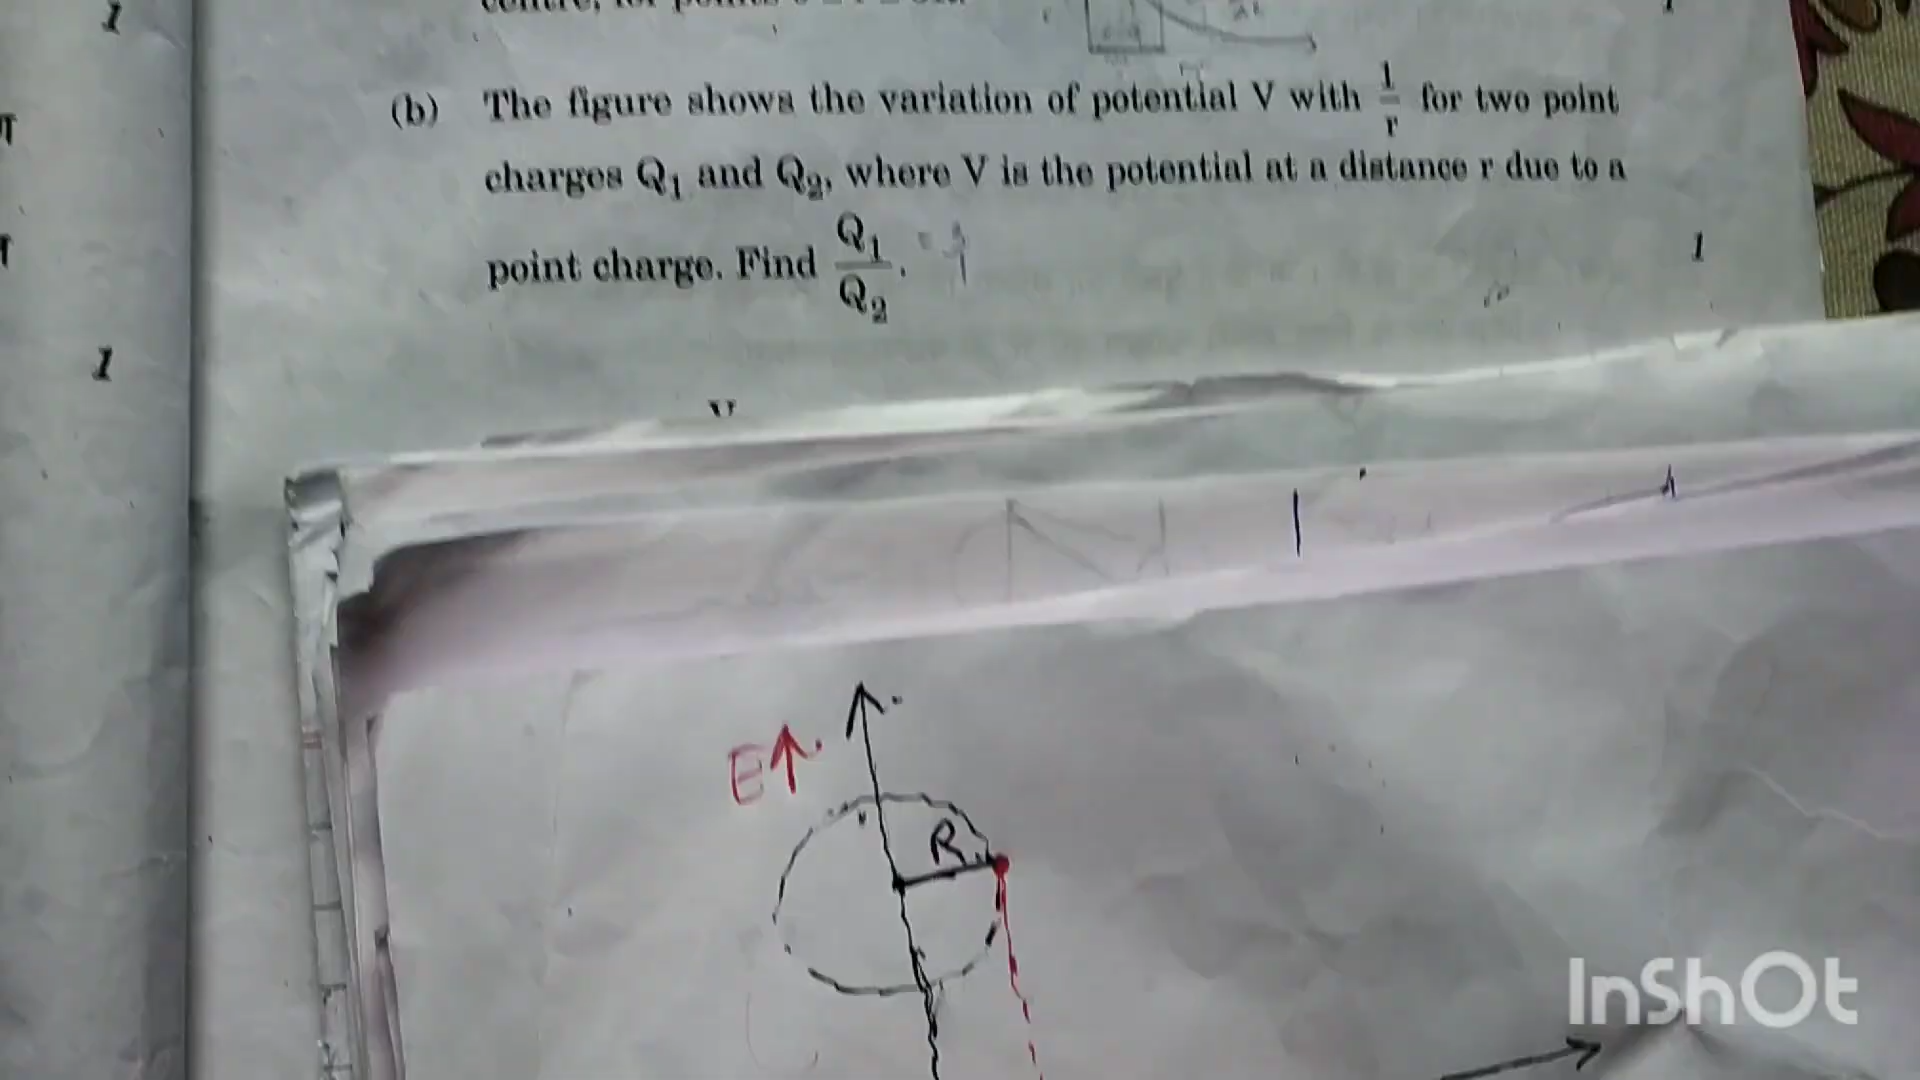 1
(b) The figure shows the variation of potential V with 1/r for two point
charges Q₁ and Q₂, where V is the potential at a distance r due to a
point charge. Find Q₁/Q₂.
1
1
V
E↑
R
InShOt